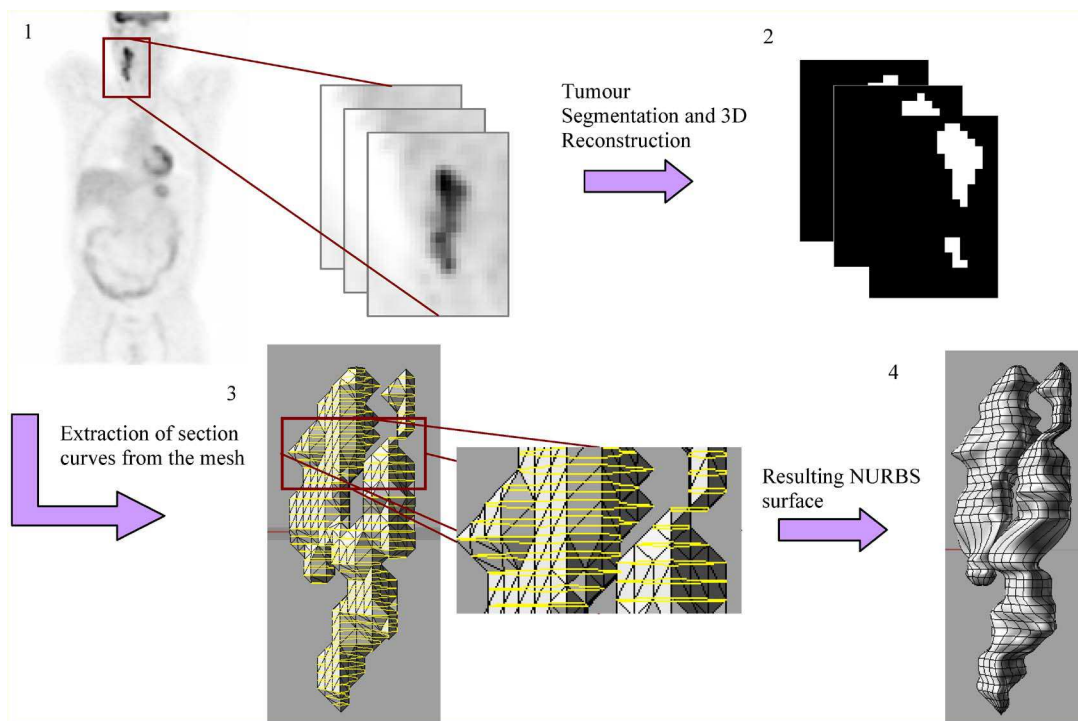 1
2
Tumour
Segmentation and 3D
Reconstruction
3
Extraction of section
curves from the mesh
4
Resulting NURBS
surface